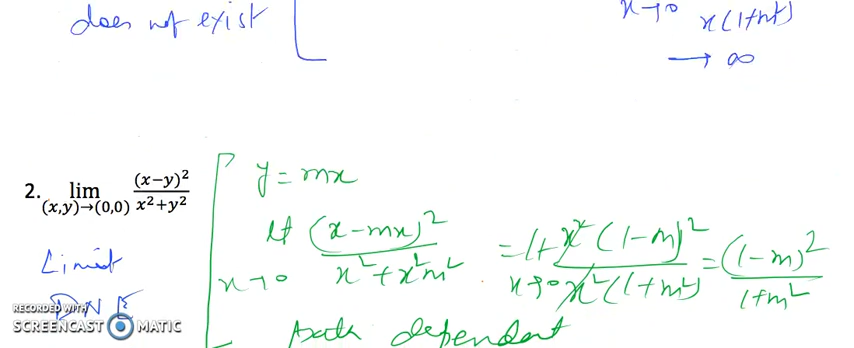 does not exist
x→0 x(1+m²)
→ ∞
2. lim (x,y)→(0,0) (x−y)²/(x²+y²)
y = mx
lt x→0 (x−mx)²/(x²+x²m²) = lt x→0 x²(1−m)²/x²(1+m²) = (1−m)²/(1+m²)
Limit
DNE
Path dependent
RECORDED WITH
SCREENCAST MATIC